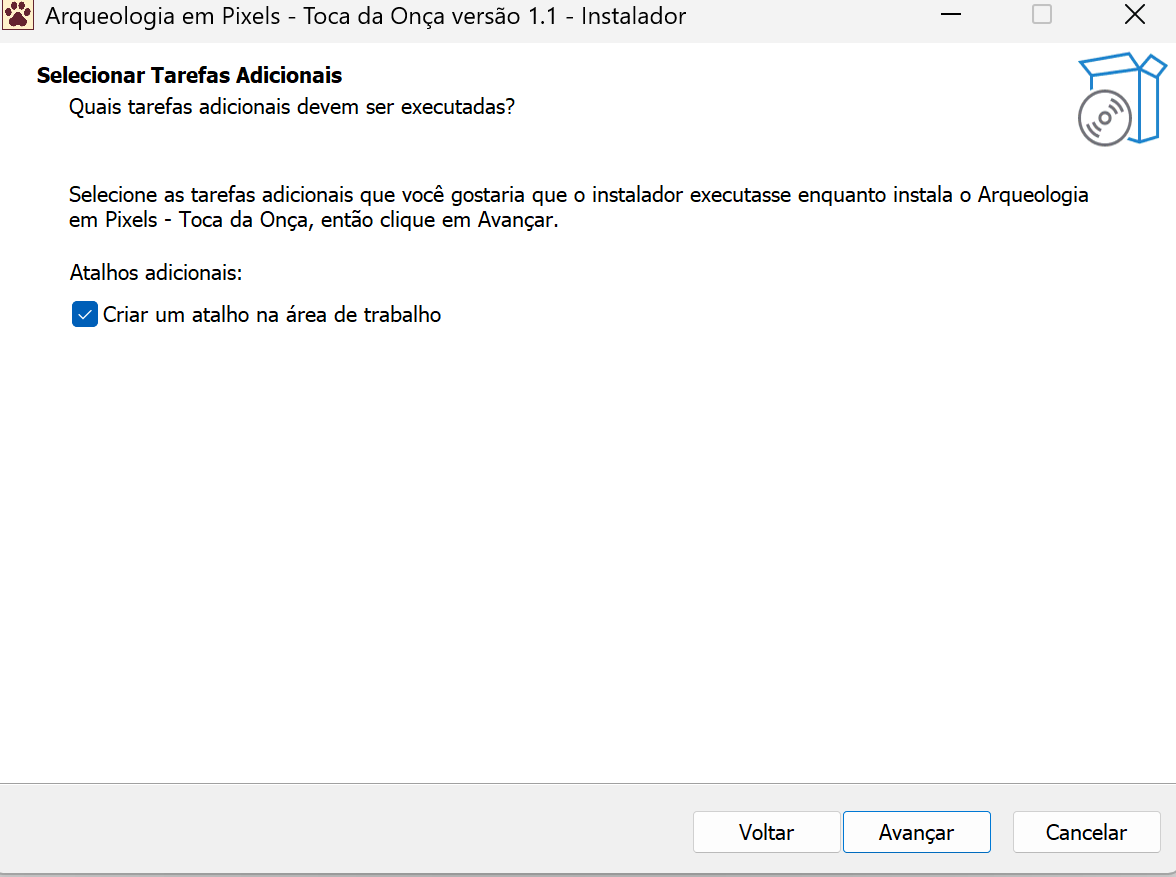 Arqueologia em Pixels - Toca da Onça versão 1.1 - Instalador
Selecionar Tarefas Adicionais
Quais tarefas adicionais devem ser executadas?
Selecione as tarefas adicionais que você gostaria que o instalador executasse enquanto instala o Arqueologia
em Pixels - Toca da Onça, então clique em Avançar.
Atalhos adicionais:
Criar um atalho na área de trabalho
Voltar
Avançar
Cancelar